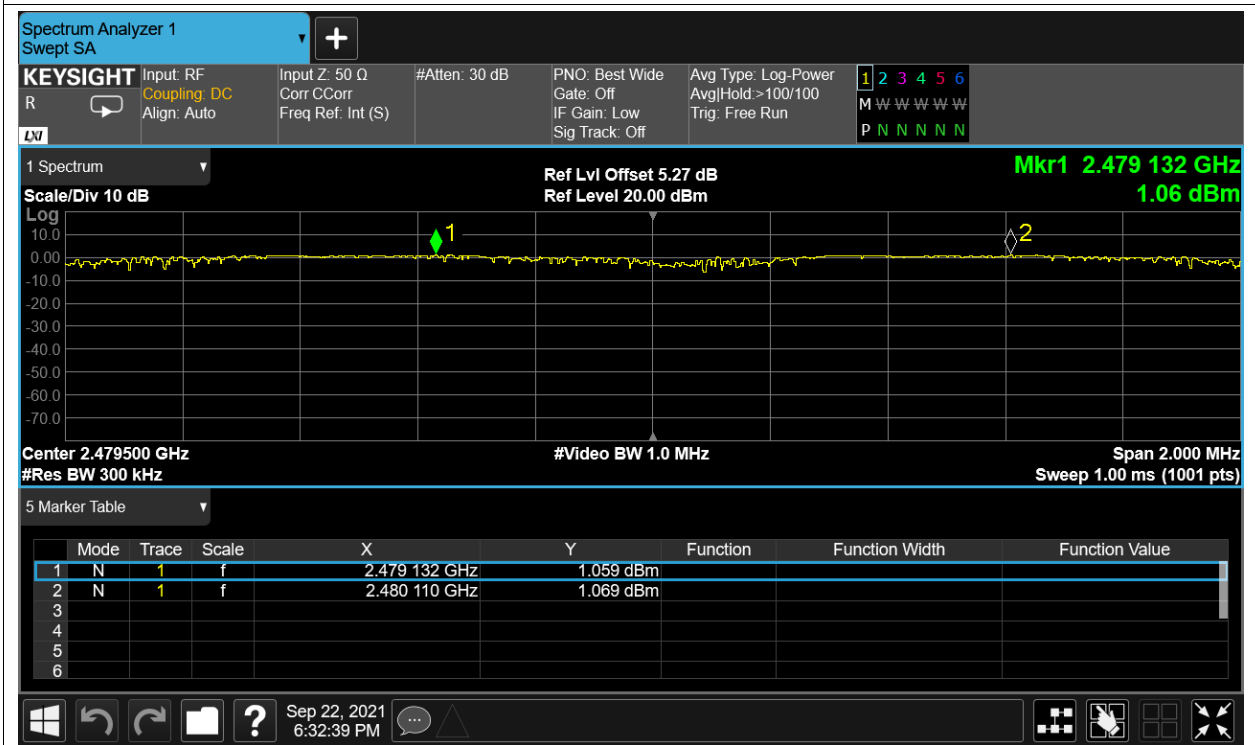 Spectrum Analyzer 1
Swept SA
+
KEYSIGHT
R
LXI
Input: RF
Coupling: DC
Align: Auto
Input Z: 50 Ω
Corr CCorr
Freq Ref: Int (S)
#Atten: 30 dB
PNO: Best Wide
Gate: Off
IF Gain: Low
Sig Track: Off
Avg Type: Log-Power
Avg|Hold:>100/100
Trig: Free Run
1 2 3 4 5 6
M W W W W W
P N N N N N
1 Spectrum
Scale/Div 10 dB
Ref Lvl Offset 5.27 dB
Ref Level 20.00 dBm
Mkr1 2.479 132 GHz
1.06 dBm
Log
10.0
0.00
-10.0
-20.0
-30.0
-40.0
-50.0
-60.0
-70.0
1
2
Center 2.479500 GHz
#Res BW 300 kHz
#Video BW 1.0 MHz
Span 2.000 MHz
Sweep 1.00 ms (1001 pts)
5 Marker Table
Mode Trace Scale X Y Function Function Width Function Value
1 N 1 f 2.479 132 GHz 1.059 dBm
2 N 1 f 2.480 110 GHz 1.069 dBm
3
4
5
6
?
Sep 22, 2021
6:32:39 PM